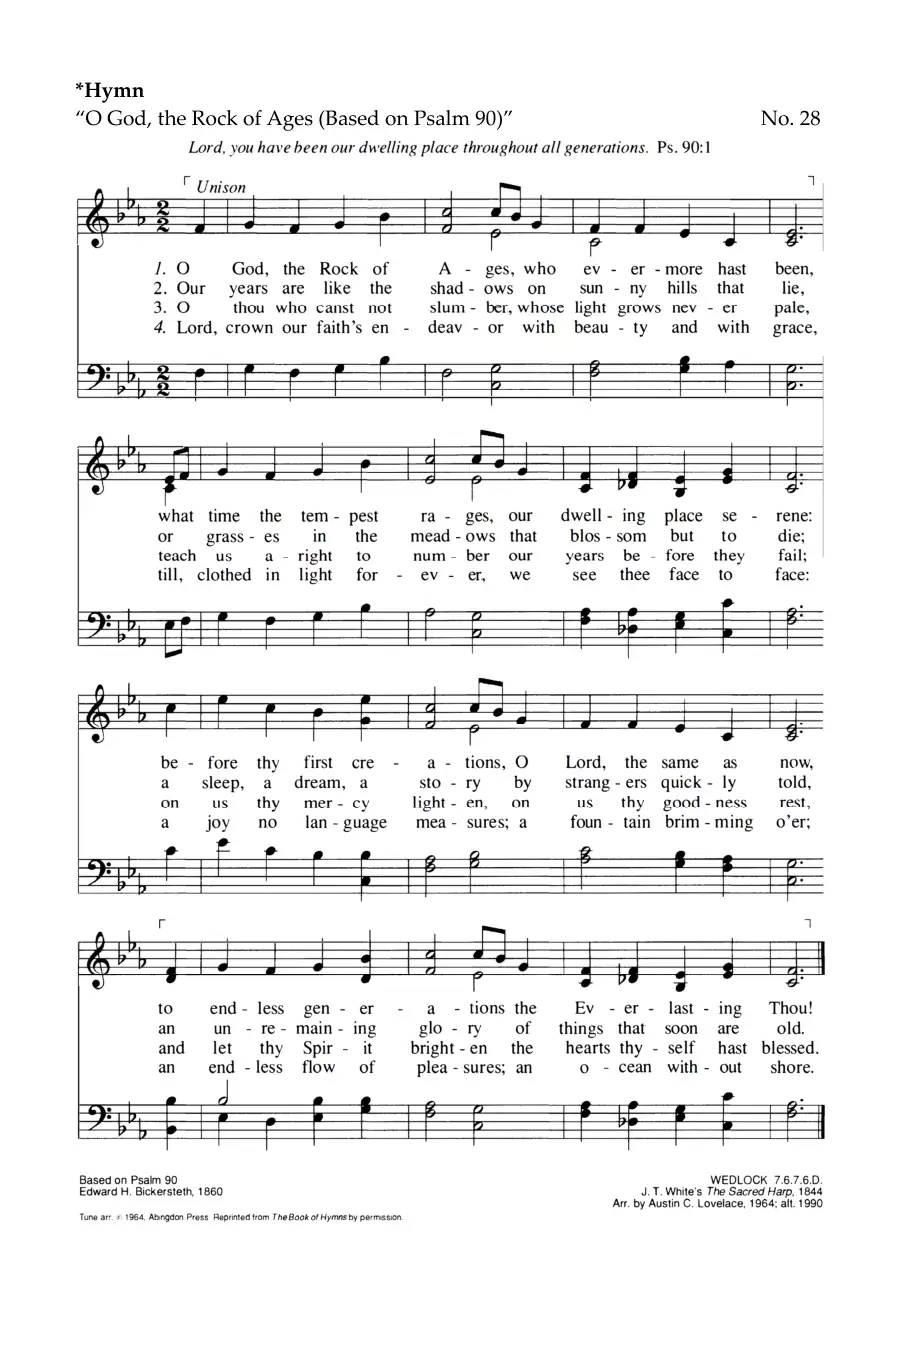 *Hymn
“O God, the Rock of Ages (Based on Psalm 90)” No. 28
Lord, you have been our dwelling place throughout all generations. Ps. 90:1
Unison
1. O God, the Rock of A - ges, who ev - er - more hast been,
2. Our years are like the shad - ows on sun - ny hills that lie,
3. O thou who canst not slum - ber, whose light grows nev - er pale,
4. Lord, crown our faith’s en - deav - or with beau - ty and with grace,
what time the tem - pest ra - ges, our dwell - ing place se - rene:
or grass - es in the mead - ows that blos - som but to die;
teach us a - right to num - ber our years be - fore they fail;
till, clothed in light for - ev - er, we see thee face to face:
be - fore thy first cre - a - tions, O Lord, the same as now,
a sleep, a dream, a sto - ry by strang - ers quick - ly told,
on us thy mer - cy light - en, on us thy good - ness rest,
a joy no lan - guage mea - sures; a foun - tain brim - ming o’er;
to end - less gen - er - a - tions the Ev - er - last - ing Thou!
an un - re - main - ing glo - ry of things that soon are old.
and let thy Spir - it bright - en the hearts thy - self hast blessed.
an end - less flow of plea - sures; an o - cean with - out shore.
Based on Psalm 90 WEDLOCK 7.6.7.6.D.
Edward H. Bickersteth, 1860 J. T. White's The Sacred Harp, 1844
Arr. by Austin C. Lovelace, 1964; alt. 1990
Tune arr. © 1964, Abingdon Press Reprinted from The Book of Hymns by permission.